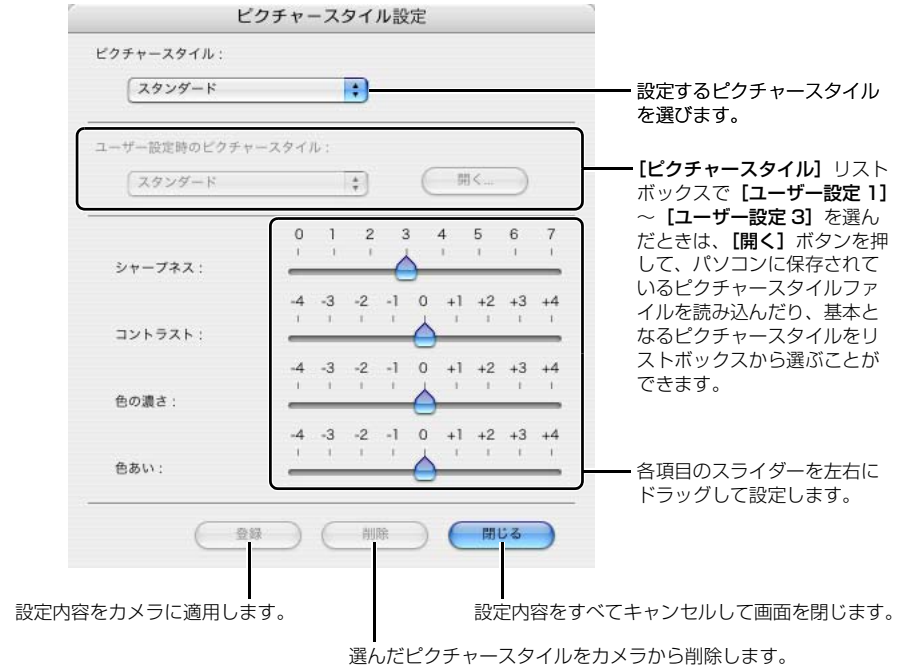 ピクチャースタイル設定
ピクチャースタイル :
スタンダード
設定するピクチャースタイル
を選びます。
ユーザー設定時のピクチャースタイル :
スタンダード
開く...
[ピクチャースタイル] リスト
ボックスで [ユーザー設定 1]
～ [ユーザー設定 3] を選ん
だときは、[開く] ボタンを押
して、パソコンに保存されて
いるピクチャースタイルファ
イルを読み込んだり、基本と
なるピクチャースタイルをリ
ストボックスから選ぶことが
できます。
0 1 2 3 4 5 6 7
シャープネス :
-4 -3 -2 -1 0 +1 +2 +3 +4
コントラスト :
-4 -3 -2 -1 0 +1 +2 +3 +4
色の濃さ :
-4 -3 -2 -1 0 +1 +2 +3 +4
色あい :
各項目のスライダーを左右に
ドラッグして設定します。
登録
削除
閉じる
設定内容をカメラに適用します。
設定内容をすべてキャンセルして画面を閉じます。
選んだピクチャースタイルをカメラから削除します。